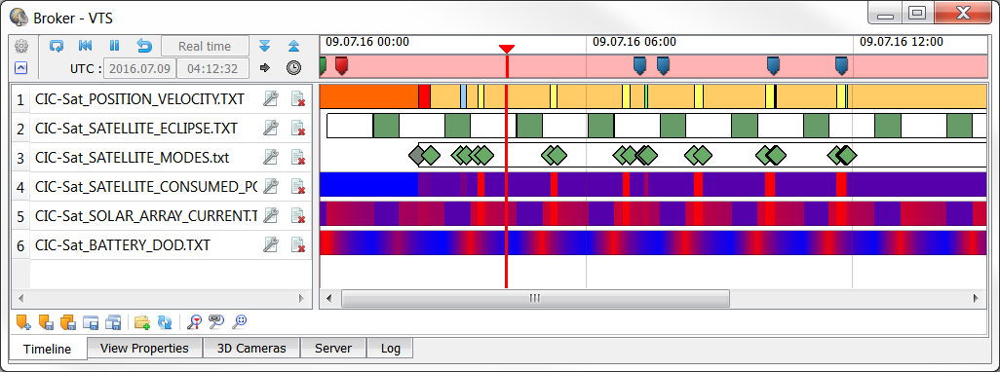 Broker - VTS
Real time
UTC : 2016.07.09 04:12:32
09.07.16 00:00 09.07.16 06:00 09.07.16 12:00
1 CIC-Sat_POSITION_VELOCITY.TXT
2 CIC-Sat_SATELLITE_ECLIPSE.TXT
3 CIC-Sat_SATELLITE_MODES.txt
4 CIC-Sat_SATELLITE_CONSUMED_PO
5 CIC-Sat_SOLAR_ARRAY_CURRENT.T
6 CIC-Sat_BATTERY_DOD.TXT
Timeline View Properties 3D Cameras Server Log